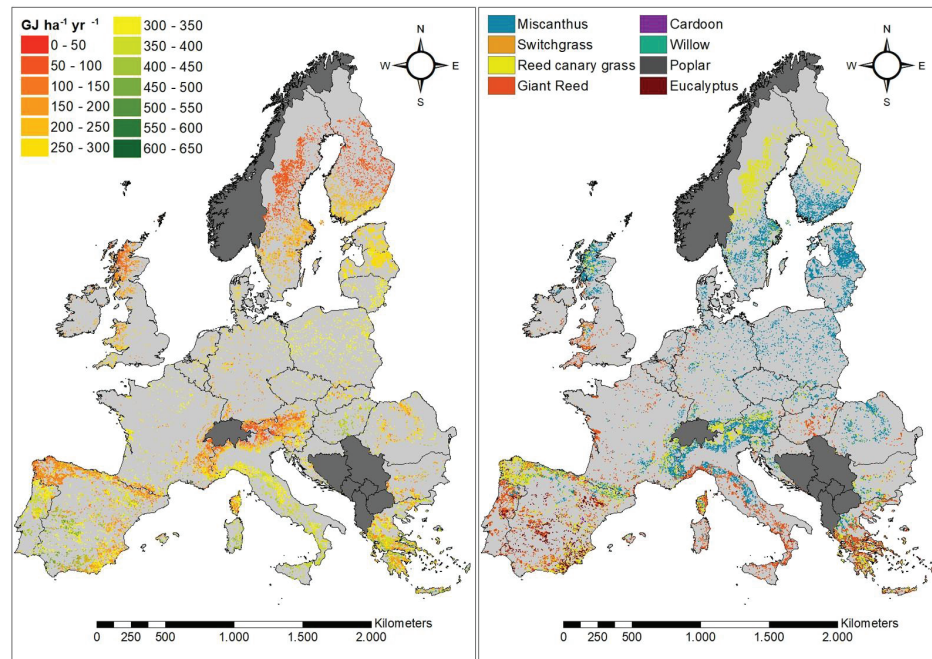 GJ ha⁻¹ yr ⁻¹
0 - 50
50 - 100
100 - 150
150 - 200
200 - 250
250 - 300
300 - 350
350 - 400
400 - 450
450 - 500
500 - 550
550 - 600
600 - 650
N
W E
S
0 250 500 1.000 1.500 2.000
Kilometers
Miscanthus
Switchgrass
Reed canary grass
Giant Reed
Cardoon
Willow
Poplar
Eucalyptus
N
W E
S
0 250 500 1.000 1.500 2.000
Kilometers